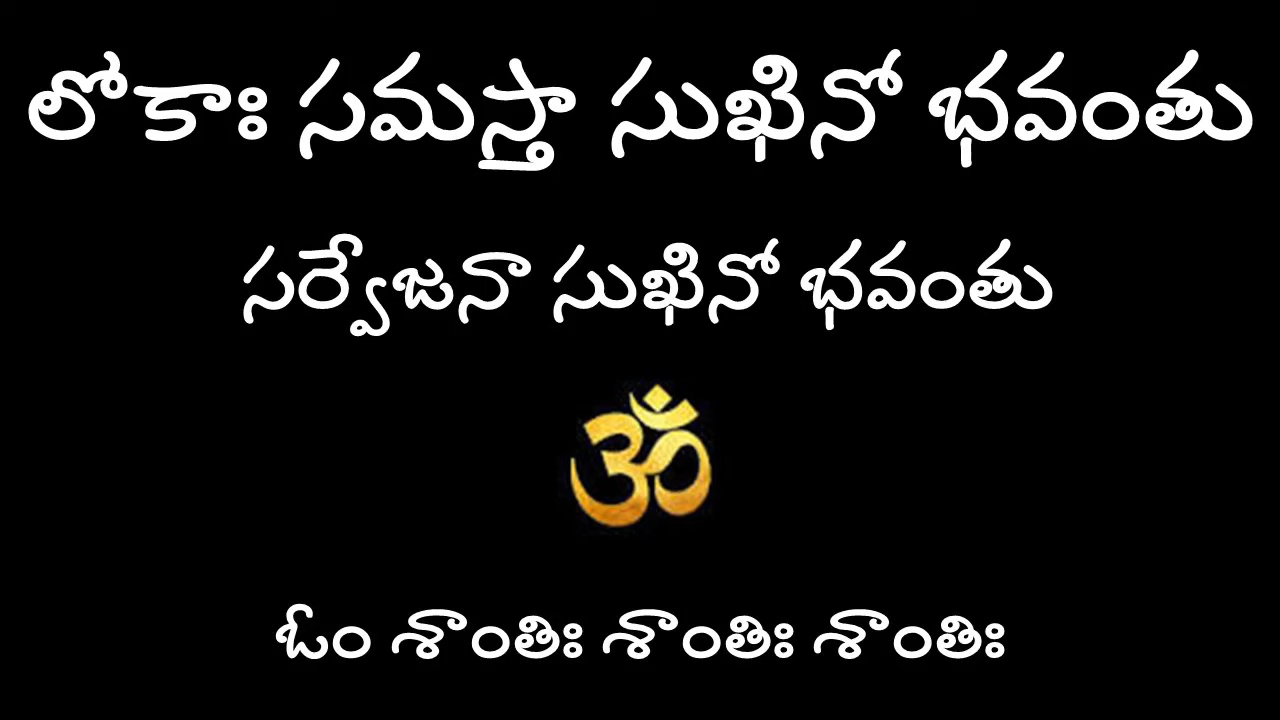 లోకాః సమస్తా సుఖినో భవంతు
సర్వేజనా సుఖినో భవంతు
ॐ
ఓం శాంతిః శాంతిః శాంతిః